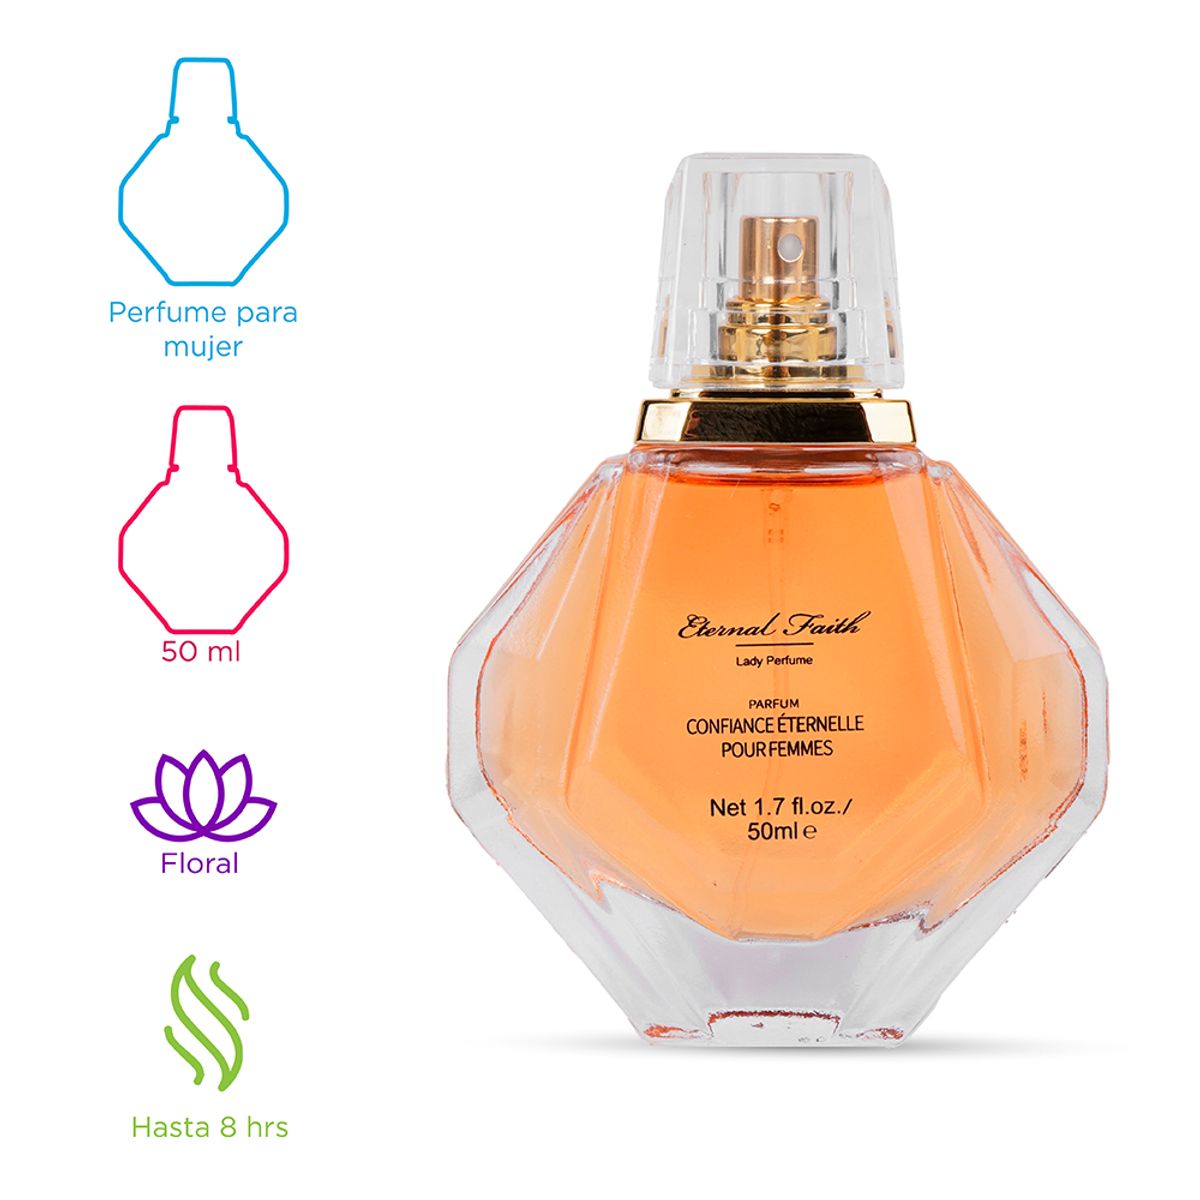 Perfume para
mujer
50 ml
Floral
Hasta 8 hrs
Eternal Faith
Lady Perfume
PARFUM
CONFIANCE ÉTERNELLE
POUR FEMMES
Net 1.7 fl.oz./
50ml ℮